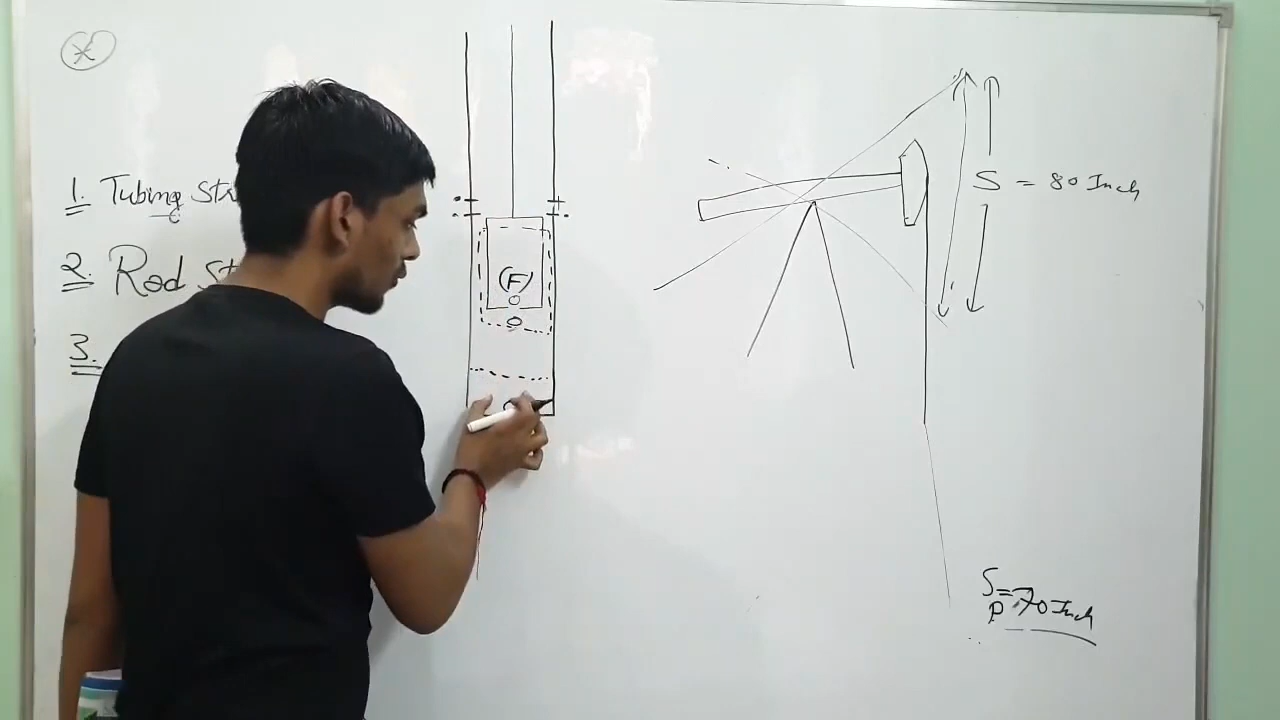 1. Tubing St
2. Rod St
3.
(F)
S = 80 Inch
Sp = 70 Inch